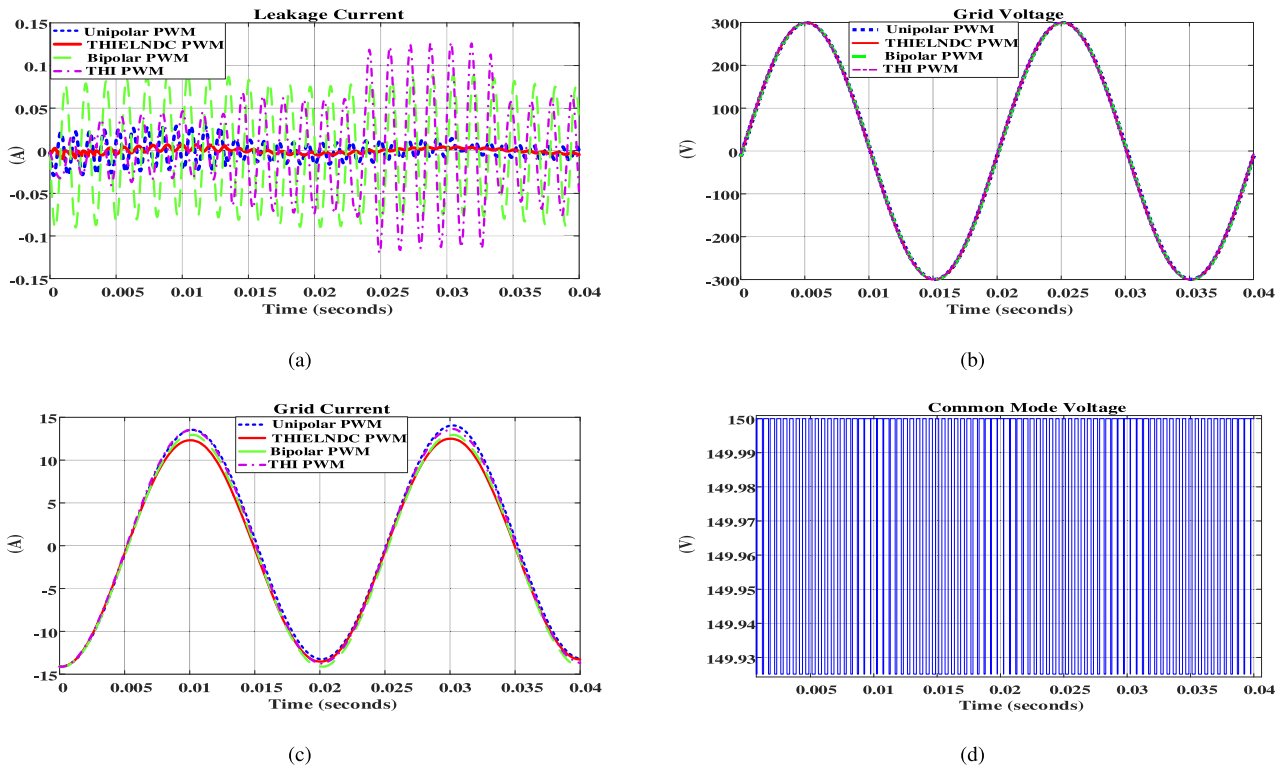 Leakage Current
0.15
0.1
0.05
0
-0.05
-0.1
-0.15
(A)
Unipolar PWM
THIELNDC PWM
Bipolar PWM
THI PWM
0 0.005 0.01 0.015 0.02 0.025 0.03 0.035 0.04
Time (seconds)
(a)
Grid Voltage
300
200
100
0
-100
-200
-300
(V)
Unipolar PWM
THIELNDC PWM
Bipolar PWM
THI PWM
0 0.005 0.01 0.015 0.02 0.025 0.03 0.035 0.04
Time (seconds)
(b)
Grid Current
15
10
5
0
-5
-10
-15
(A)
Unipolar PWM
THIELNDC PWM
Bipolar PWM
THI PWM
0 0.005 0.01 0.015 0.02 0.025 0.03 0.035 0.04
Time (seconds)
(c)
Common Mode Voltage
150
149.99
149.98
149.97
149.96
149.95
149.94
149.93
(V)
0.005 0.01 0.015 0.02 0.025 0.03 0.035 0.04
Time (seconds)
(d)